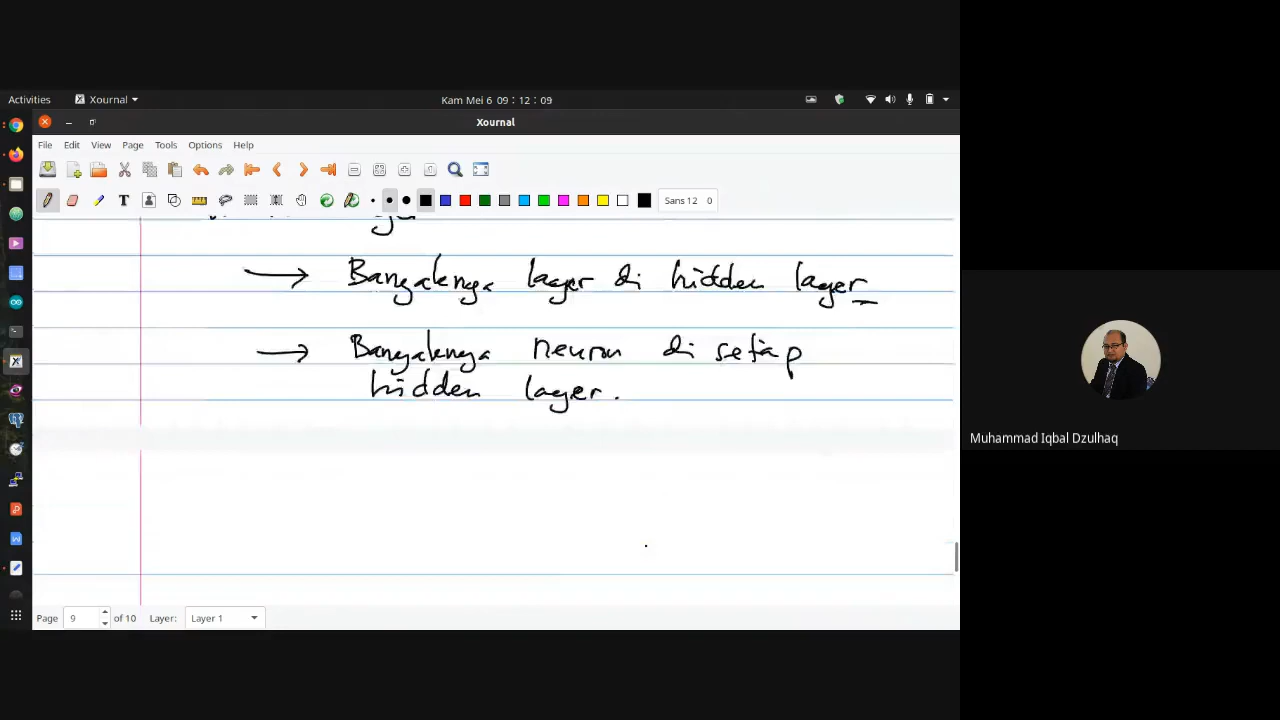 Activities Xournal Kam Mei 6 09 : 12 : 09
Xournal
File Edit View Page Tools Options Help
T Sans 12 0
→ Banyaknya layer di hidden layer
→ Banyaknya neuron di setiap
hidden layer.
Muhammad Iqbal Dzulhaq
Page 9 of 10 Layer: Layer 1